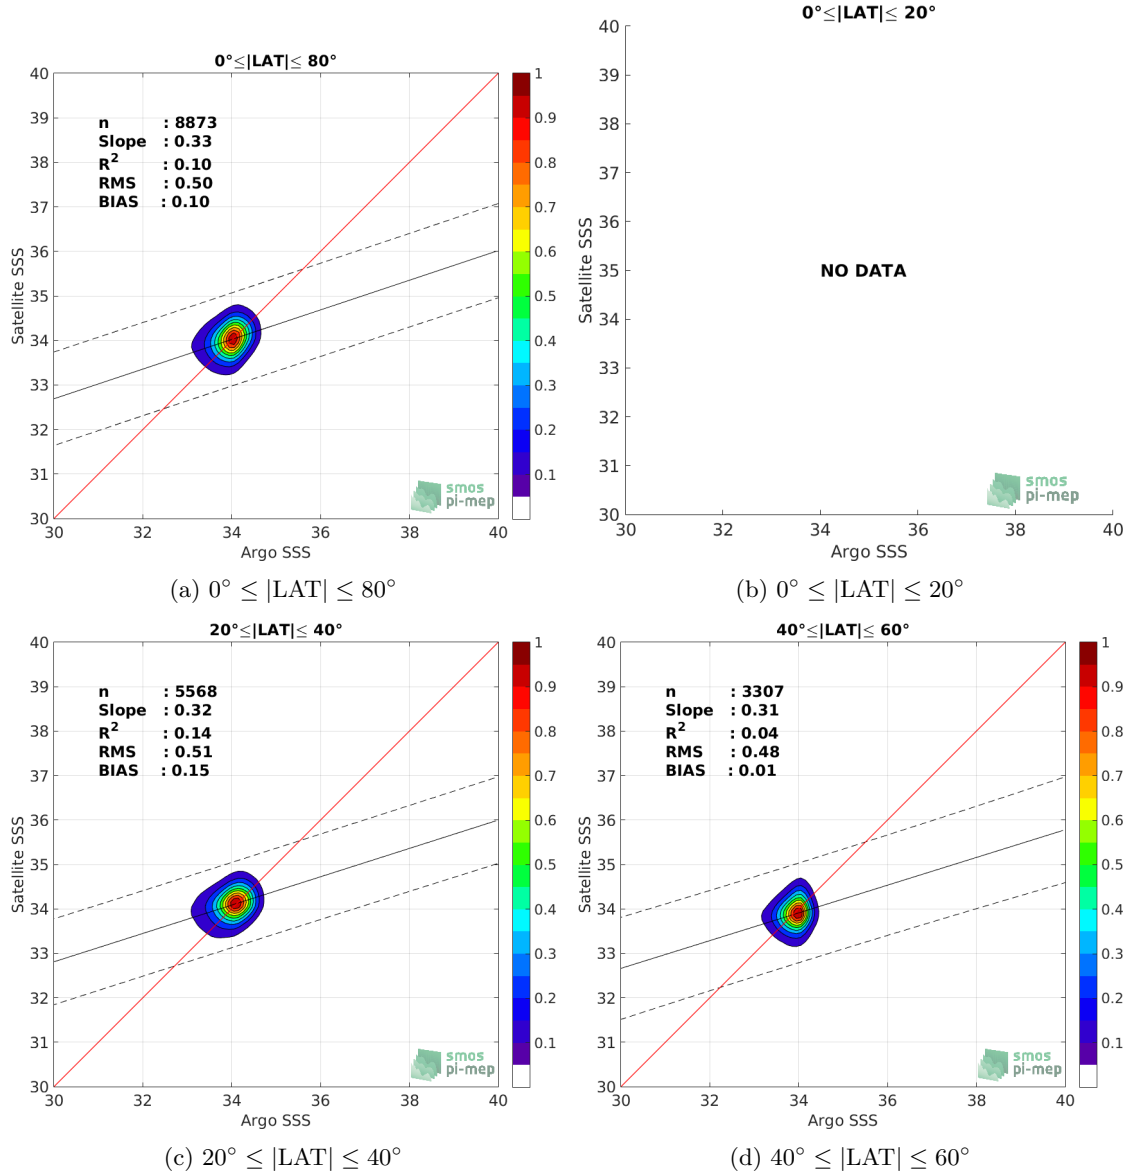 0°≤|LAT|≤ 80°
40
39
38
37
36
35
34
33
32
31
30
30
32
34
36
38
40
Satellite SSS
Argo SSS
n : 8873
Slope : 0.33
R² : 0.10
RMS : 0.50
BIAS : 0.10
1
0.9
0.8
0.7
0.6
0.5
0.4
0.3
0.2
0.1
smos
pi-mep
(a) 0° ≤ |LAT| ≤ 80°
0°≤|LAT|≤ 20°
40
39
38
37
36
35
34
33
32
31
30
30
32
34
36
38
40
Satellite SSS
Argo SSS
NO DATA
smos
pi-mep
(b) 0° ≤ |LAT| ≤ 20°
20°≤|LAT|≤ 40°
40
39
38
37
36
35
34
33
32
31
30
30
32
34
36
38
40
Satellite SSS
Argo SSS
n : 5568
Slope : 0.32
R² : 0.14
RMS : 0.51
BIAS : 0.15
1
0.9
0.8
0.7
0.6
0.5
0.4
0.3
0.2
0.1
smos
pi-mep
(c) 20° ≤ |LAT| ≤ 40°
40°≤|LAT|≤ 60°
40
39
38
37
36
35
34
33
32
31
30
30
32
34
36
38
40
Satellite SSS
Argo SSS
n : 3307
Slope : 0.31
R² : 0.04
RMS : 0.48
BIAS : 0.01
1
0.9
0.8
0.7
0.6
0.5
0.4
0.3
0.2
0.1
smos
pi-mep
(d) 40° ≤ |LAT| ≤ 60°